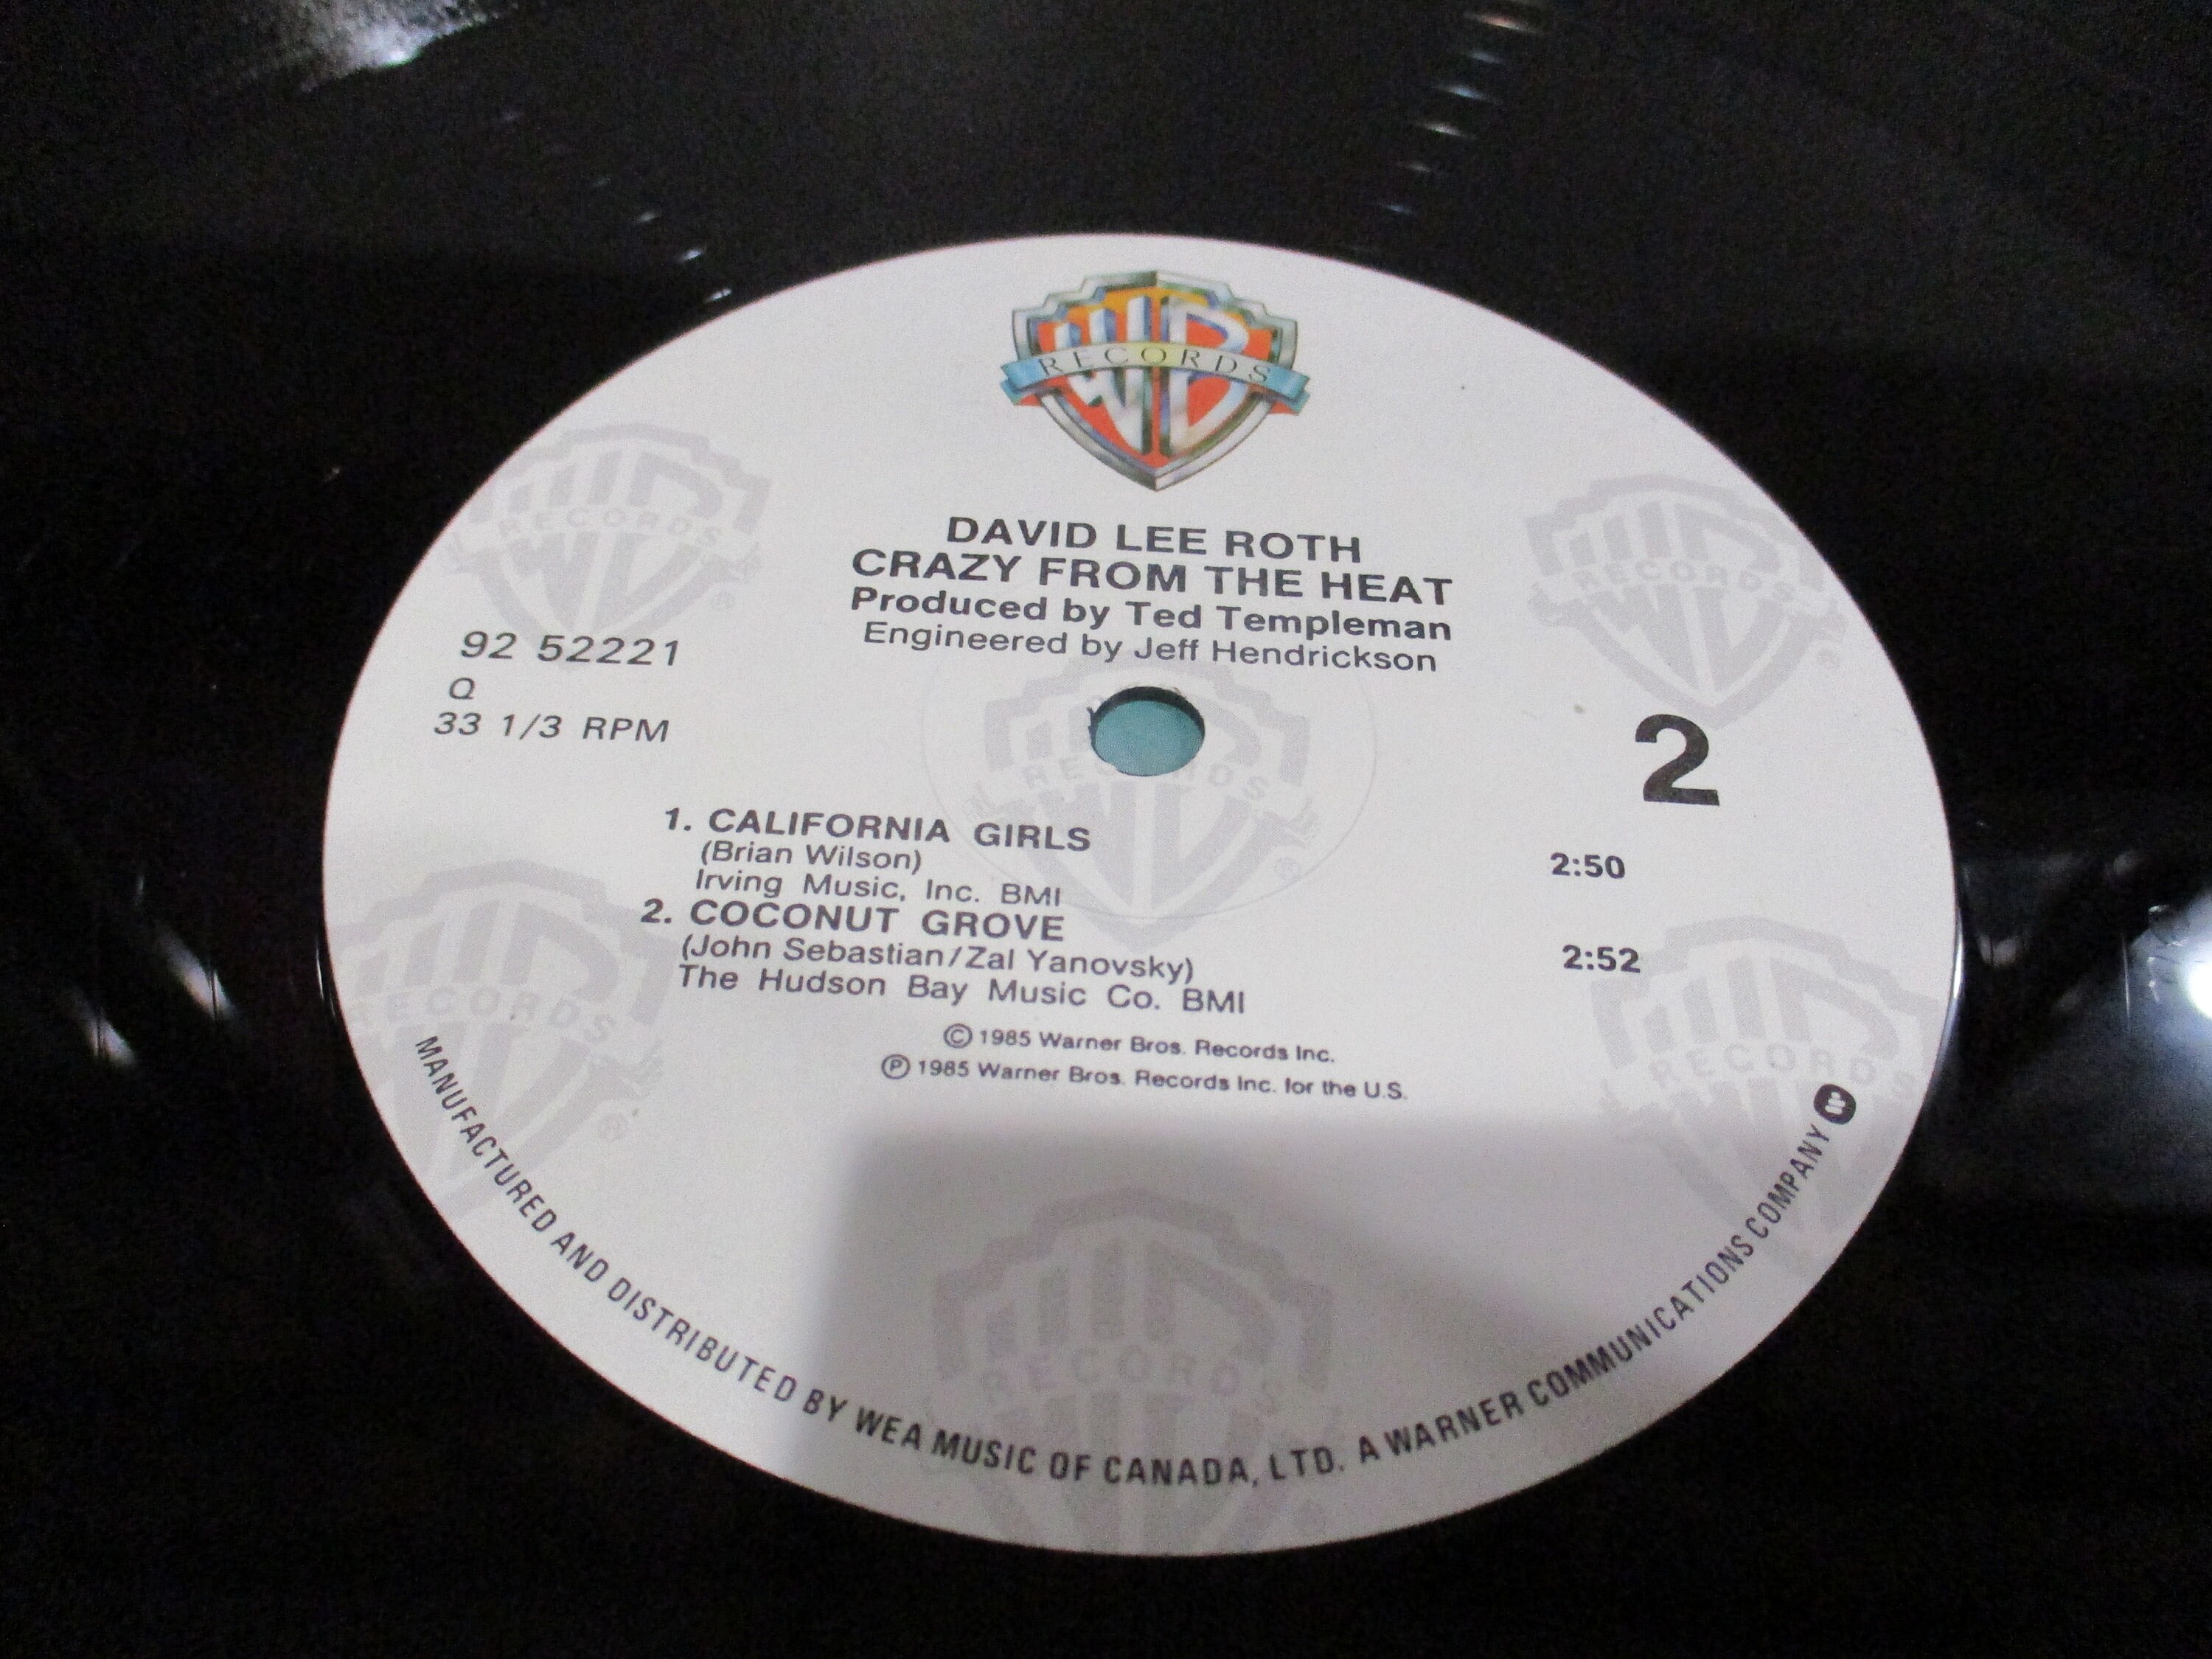 WB
RECORDS
DAVID LEE ROTH
CRAZY FROM THE HEAT
Produced by Ted Templeman
Engineered by Jeff Hendrickson
92 52221
Q
33 1/3 RPM
2
1. CALIFORNIA GIRLS 2:50
(Brian Wilson)
Irving Music, Inc. BMI
2. COCONUT GROVE 2:52
(John Sebastian/Zal Yanovsky)
The Hudson Bay Music Co. BMI
© 1985 Warner Bros. Records Inc.
℗ 1985 Warner Bros. Records Inc. for the U.S.
MANUFACTURED AND DISTRIBUTED BY WEA MUSIC OF CANADA, LTD. A WARNER COMMUNICATIONS COMPANY